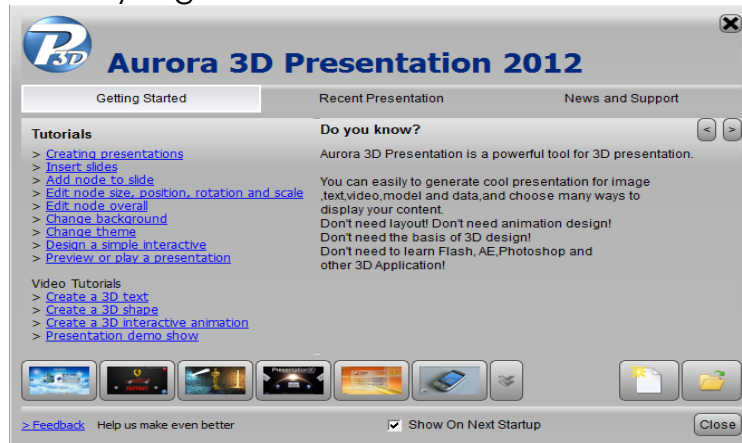 P3D
Aurora 3D Presentation 2012
Getting Started
Recent Presentation
News and Support
Tutorials
> Creating presentations
> Insert slides
> Add node to slide
> Edit node size, position, rotation and scale
> Edit node overall
> Change background
> Change theme
> Design a simple interactive
> Preview or play a presentation
Video Tutorials
> Create a 3D text
> Create a 3D shape
> Create a 3D interactive animation
> Presentation demo show
Do you know?
< >
Aurora 3D Presentation is a powerful tool for 3D presentation.
You can easily to generate cool presentation for image
,text,video,model and data,and choose many ways to
display your content.
Don't need layout! Don't need animation design!
Don't need the basis of 3D design!
Don't need to learn Flash, AE,Photoshop and
other 3D Application!
> Feedback Help us make even better
Show On Next Startup
Close